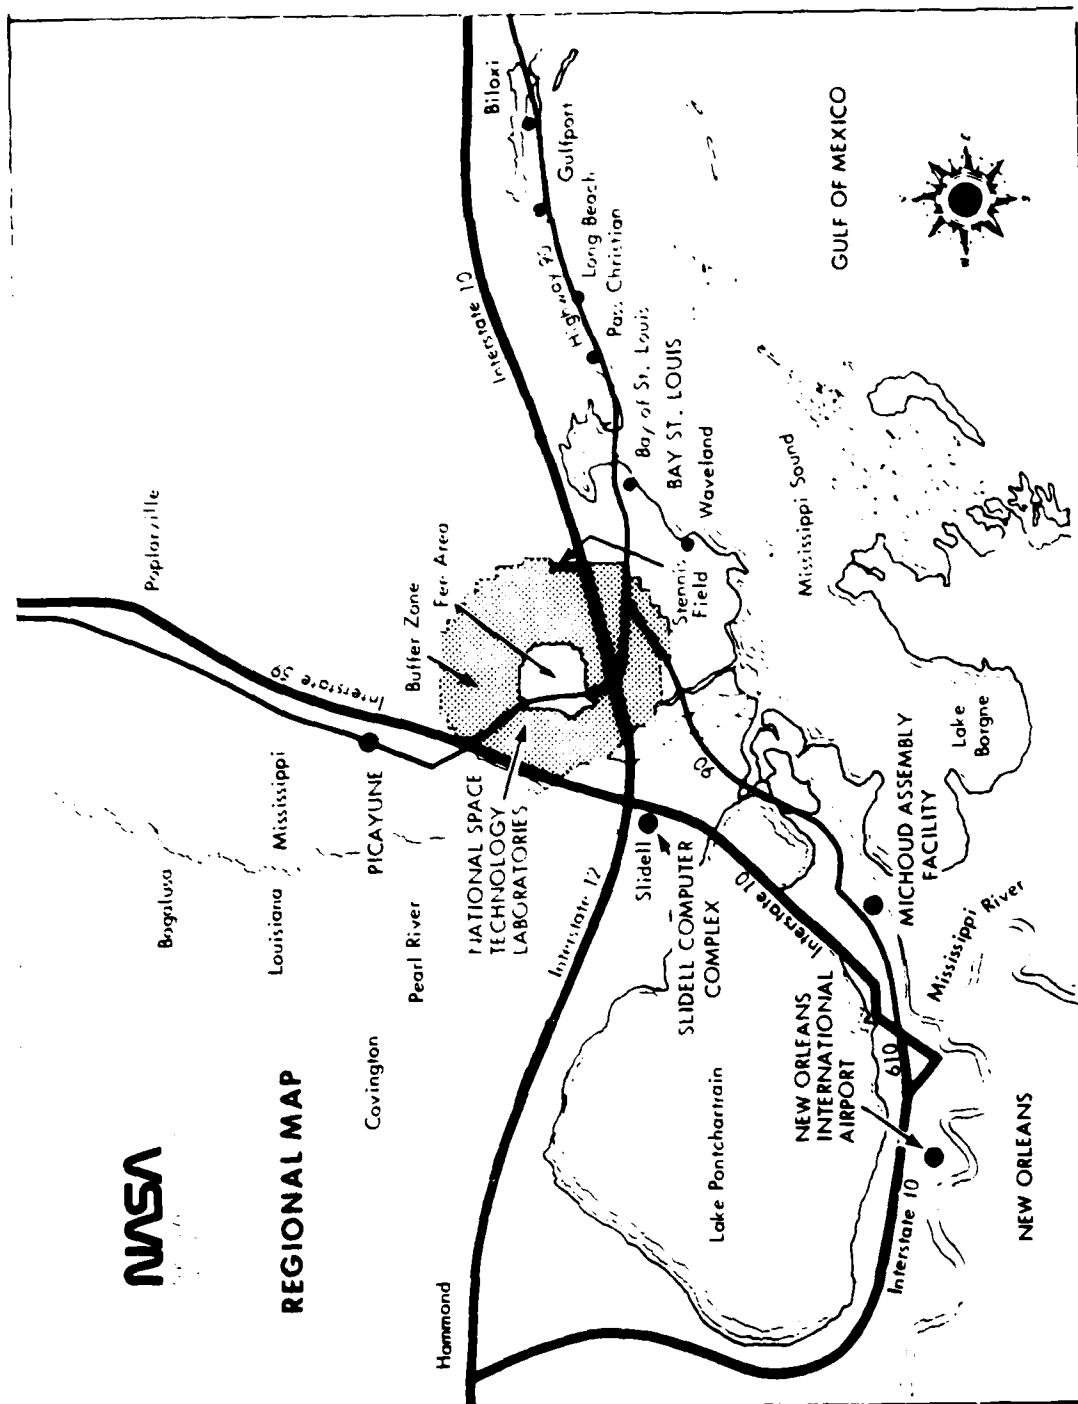 NASA
REGIONAL MAP
Hammond
Covington
Bogalusa
Louisiana
Mississippi
Pearl River
PICAYUNE
Poplarville
Interstate 59
Buffer Zone
Fee Area
NATIONAL SPACE
TECHNOLOGY
LABORATORIES
Interstate 12
Slidell
SLIDELL COMPUTER
COMPLEX
Interstate 10
Highway 90
Biloxi
Gulfport
Long Beach
Pass Christian
Bay of St. Louis
BAY ST. LOUIS
Waveland
Stennis
Field
90
Interstate 10
Lake Pontchartrain
NEW ORLEANS
INTERNATIONAL
AIRPORT
610
Interstate 10
NEW ORLEANS
Mississippi River
MICHOUD ASSEMBLY
FACILITY
Lake
Borgne
Mississippi Sound
GULF OF MEXICO